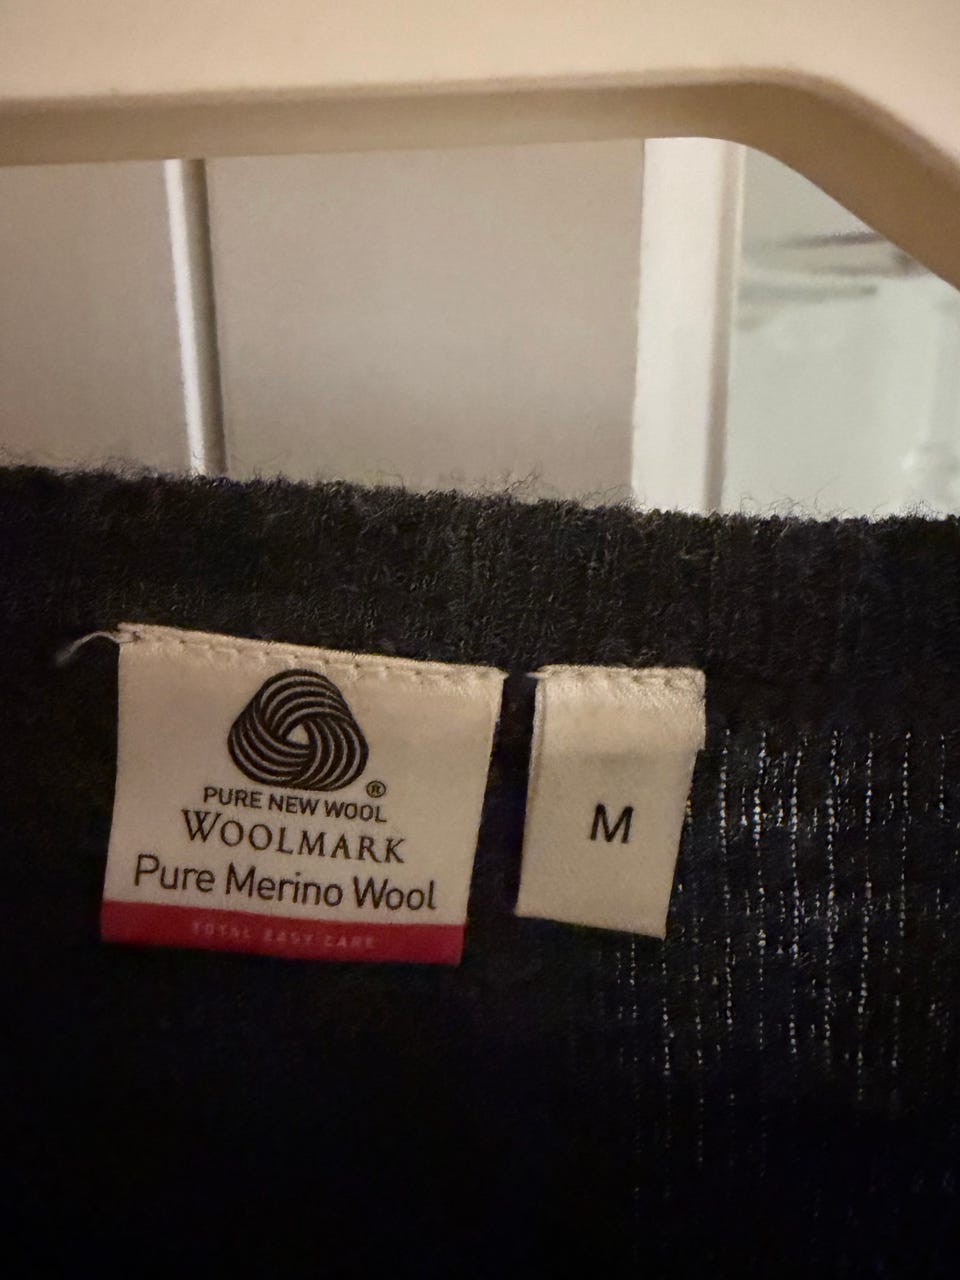 ®
PURE NEW WOOL
WOOLMARK
Pure Merino Wool
TOTAL EASY CARE
M